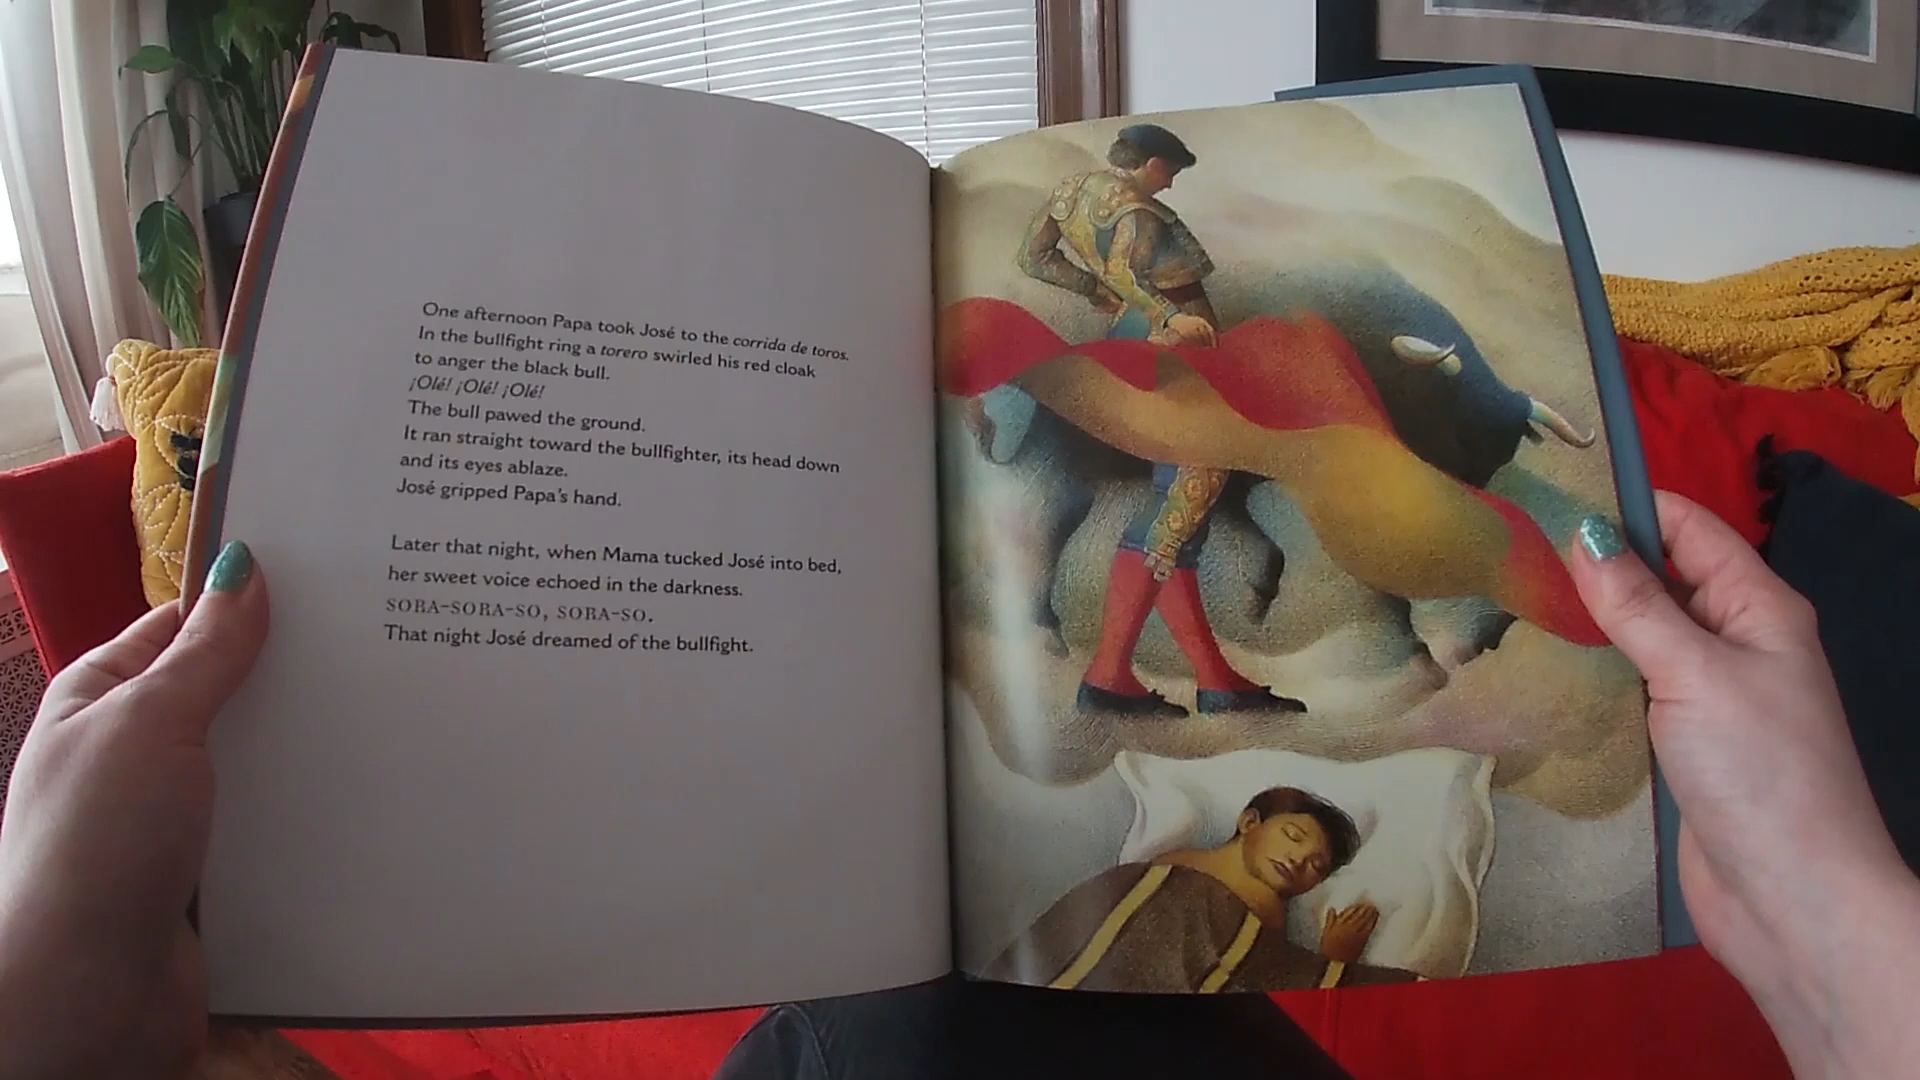 One afternoon Papa took José to the corrida de toros.
In the bullfight ring a torero swirled his red cloak
to anger the black bull.
¡Olé! ¡Olé! ¡Olé!
The bull pawed the ground.
It ran straight toward the bullfighter, its head down
and its eyes ablaze.
José gripped Papa's hand.
Later that night, when Mama tucked José into bed,
her sweet voice echoed in the darkness.
SORA-SORA-SO, SORA-SO.
That night José dreamed of the bullfight.